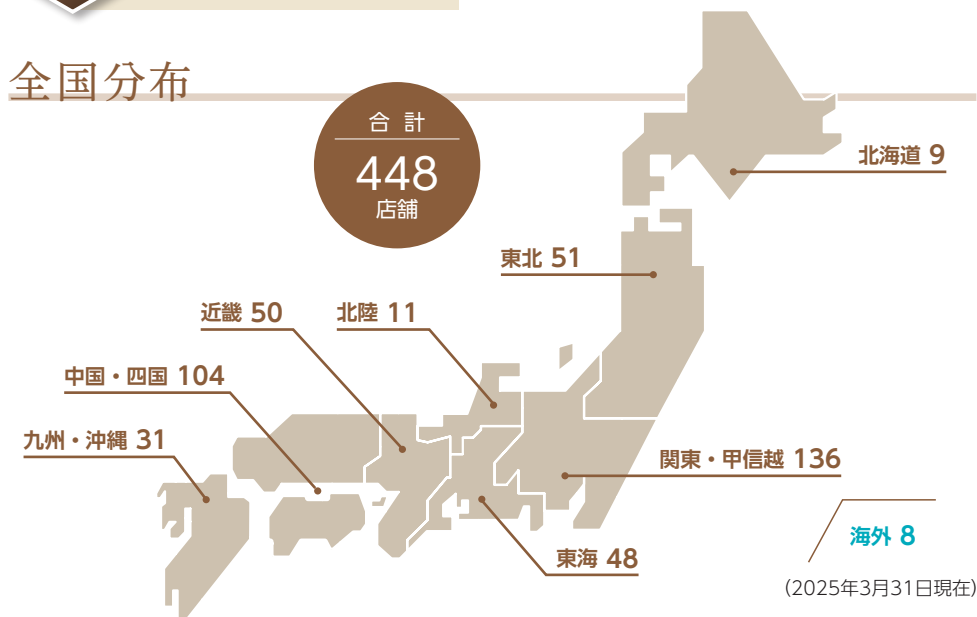 全国分布
合計
448
店舗
北海道 9
東北 51
近畿 50
北陸 11
中国・四国 104
九州・沖縄 31
関東・甲信越 136
海外 8
東海 48
(2025年3月31日現在)